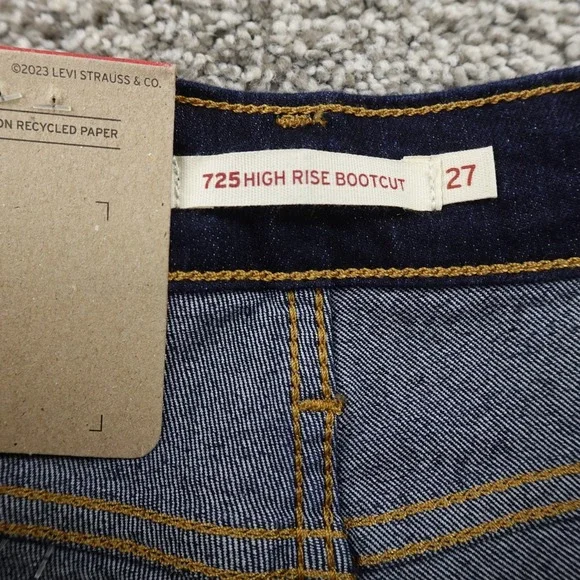 ©2023 LEVI STRAUSS & CO.
ON RECYCLED PAPER
725 HIGH RISE BOOTCUT 27